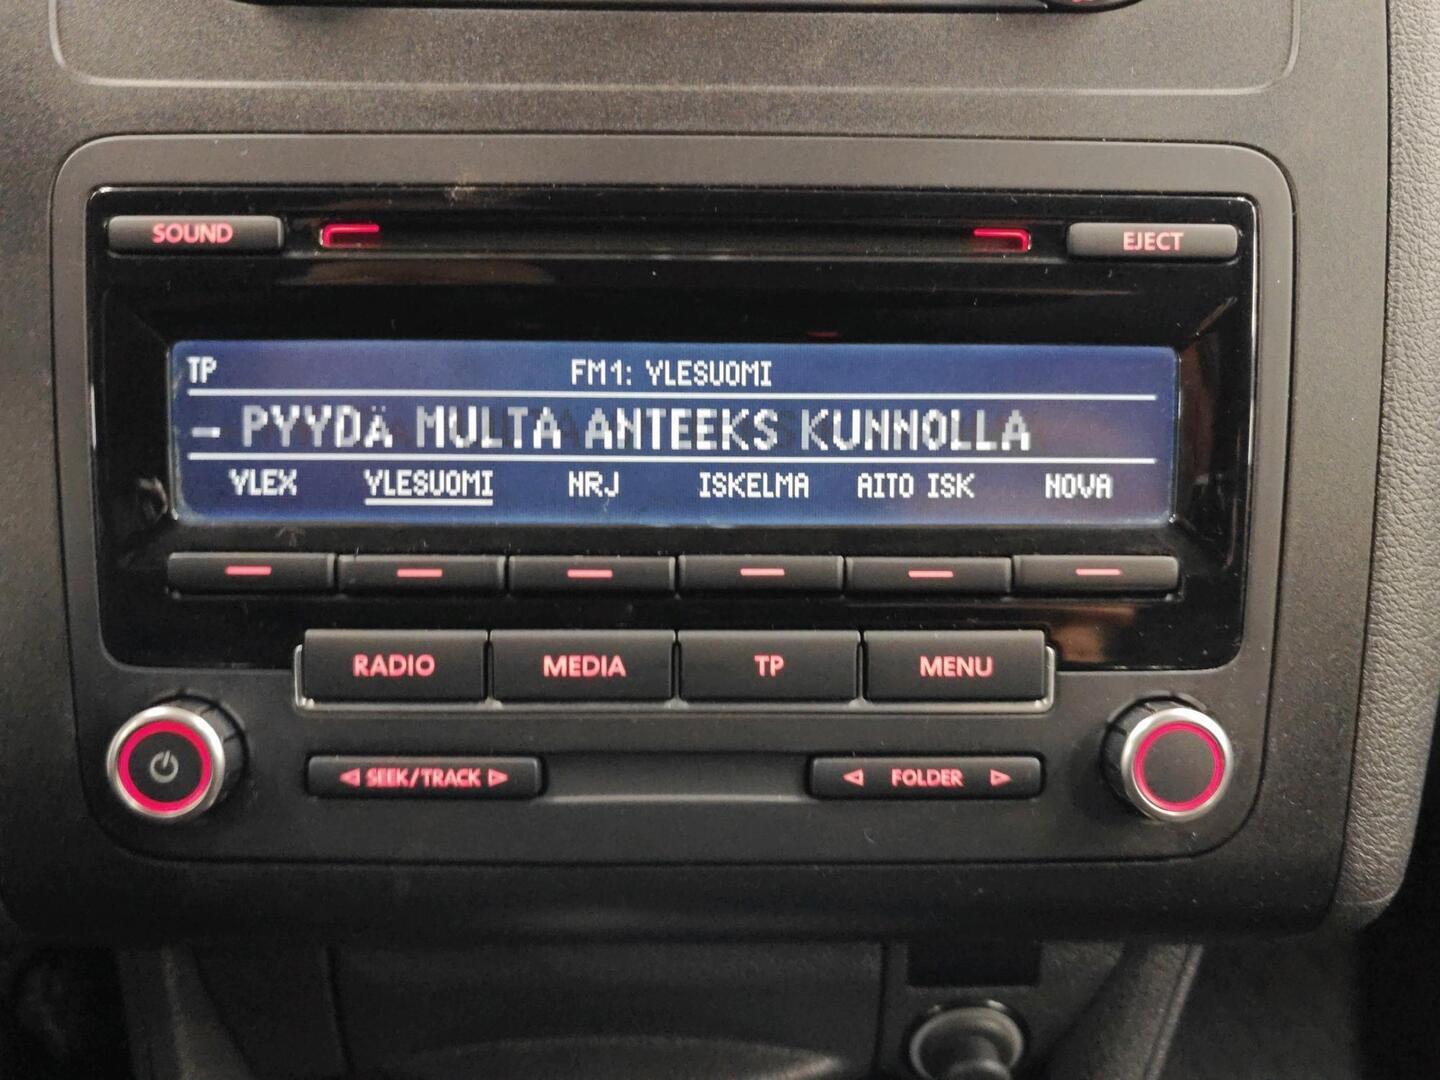 SOUND
EJECT
TP
FM1: YLESUOMI
– PYYDÄ MULTA ANTEEKS KUNNOLLA
YLEX YLESUOMI NRJ ISKELMA AITO ISK NOVA
RADIO MEDIA TP MENU
SEEK/TRACK FOLDER